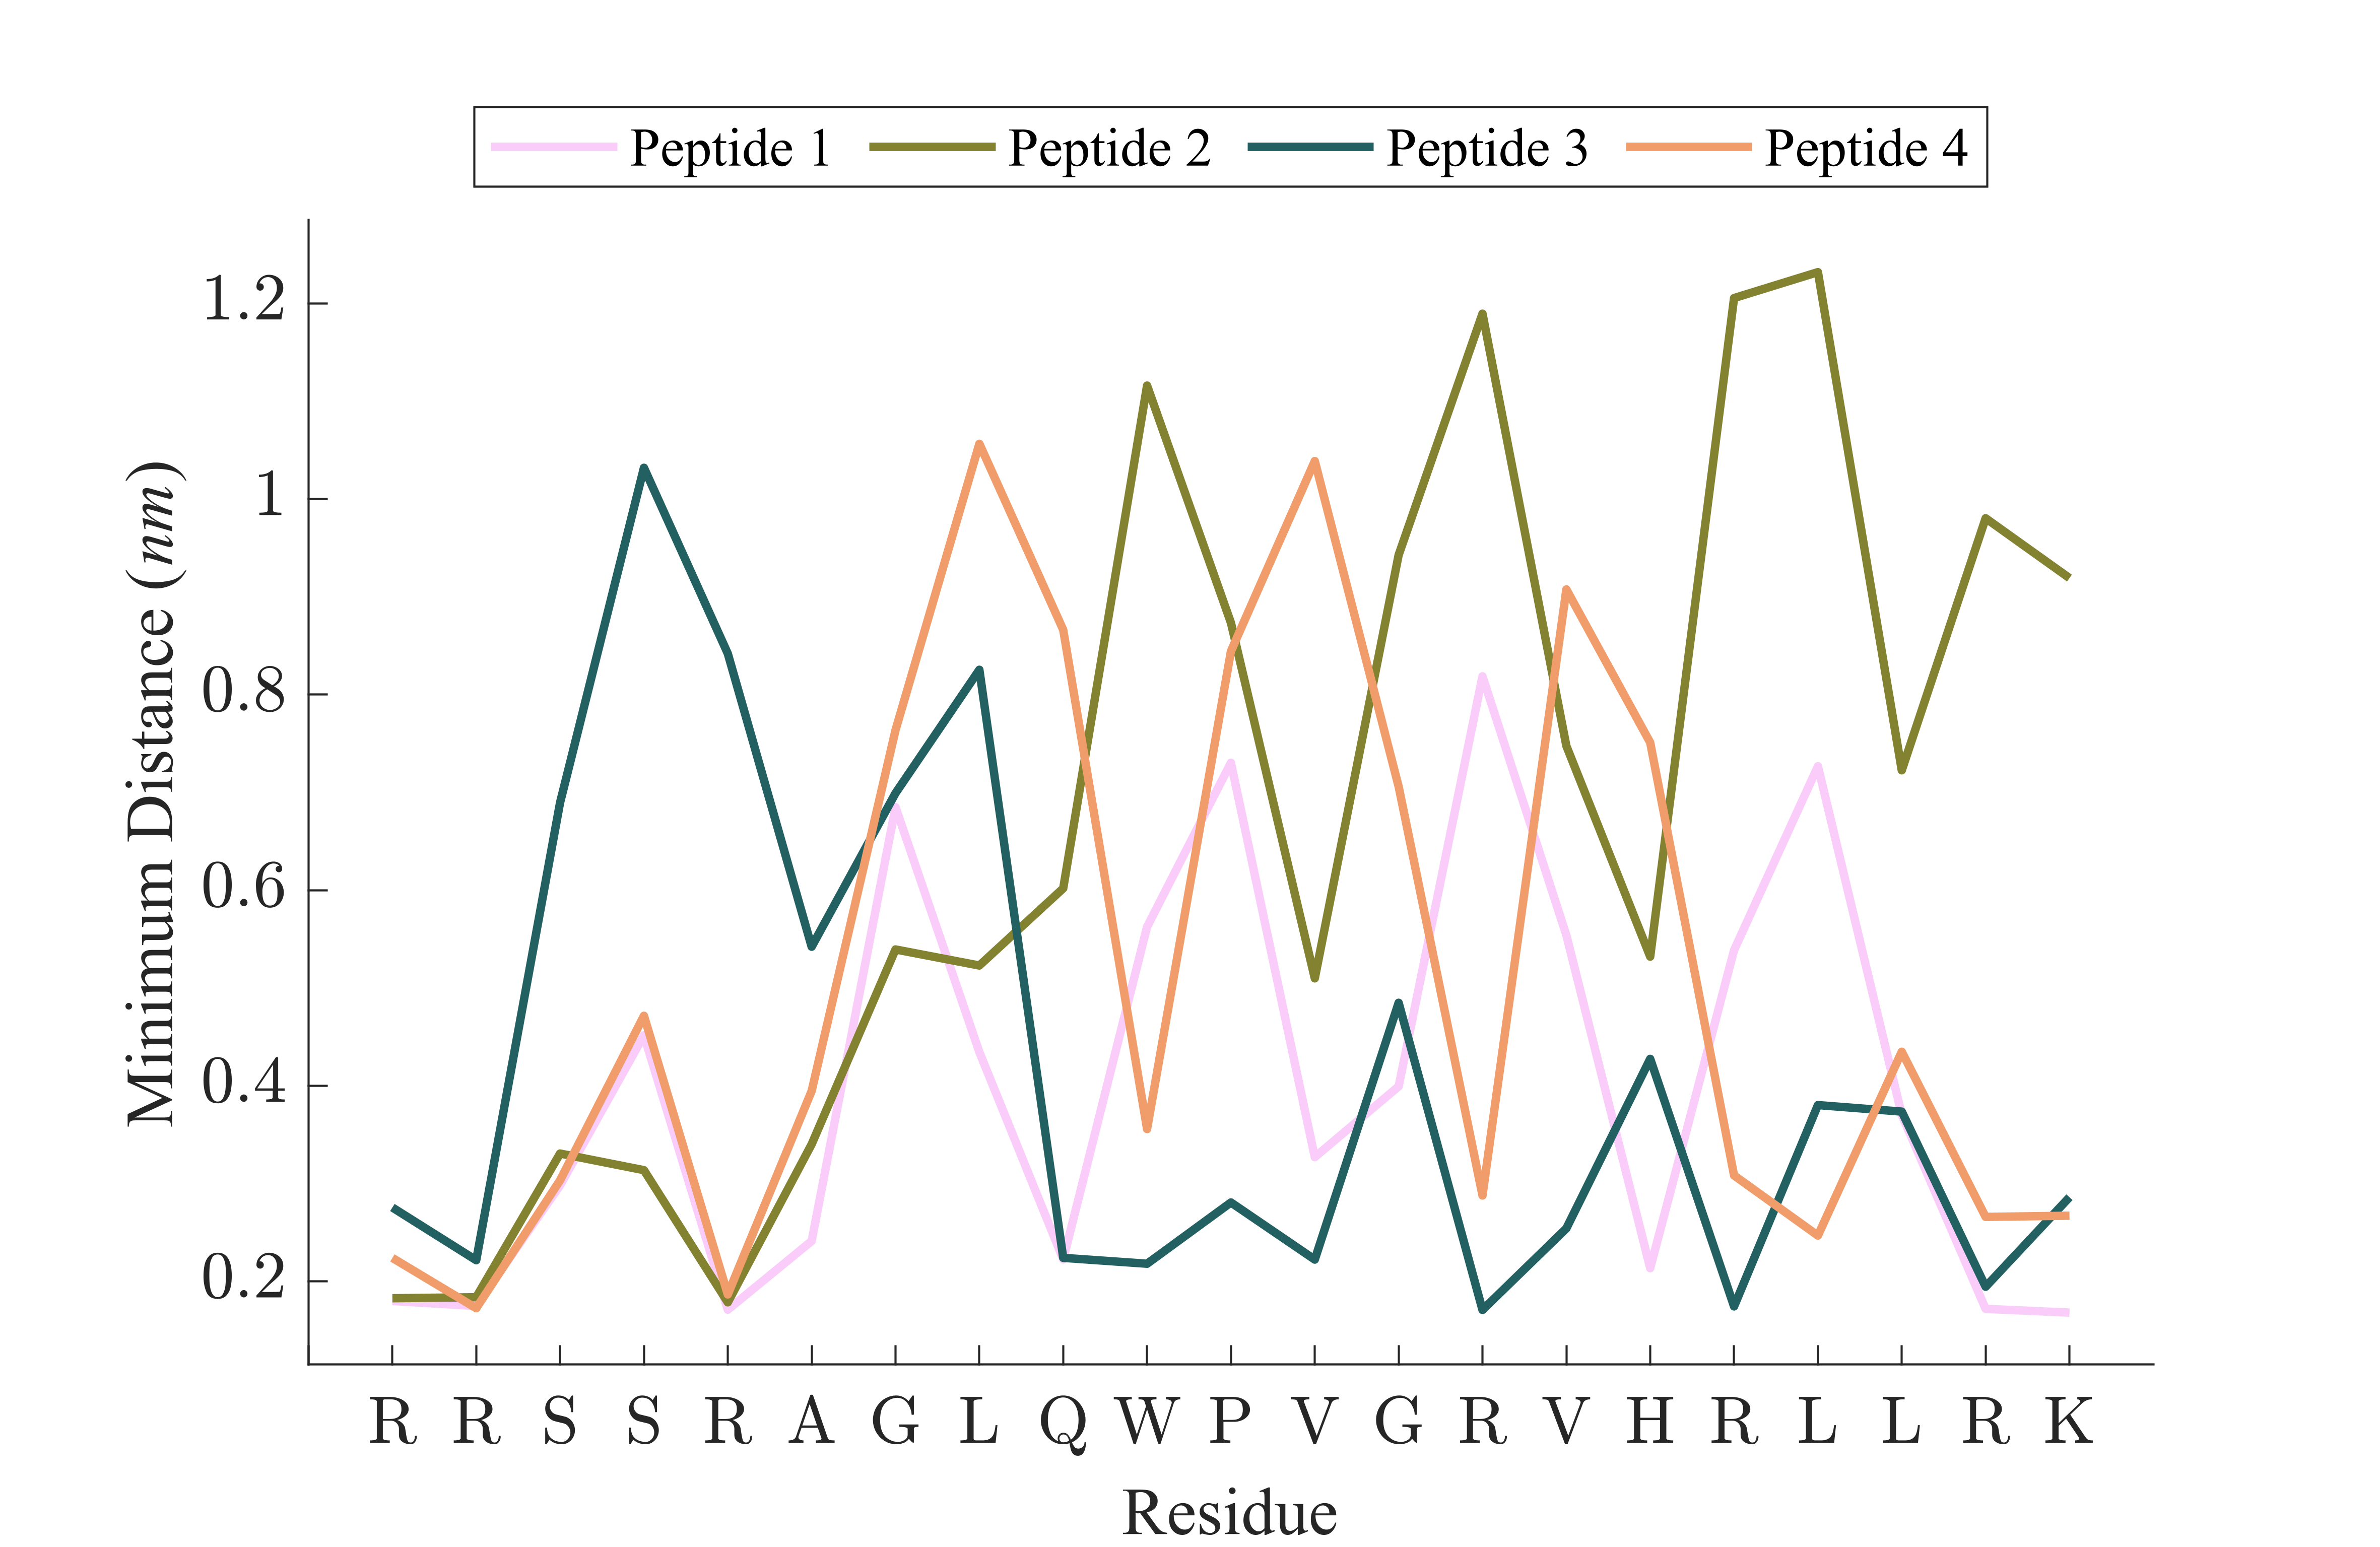 Peptide 1 Peptide 2 Peptide 3 Peptide 4
1.2
1
0.8
0.6
0.4
0.2
Minimum Distance (nm)
R R S S R A G L Q W P V G R V H R L L R K
Residue